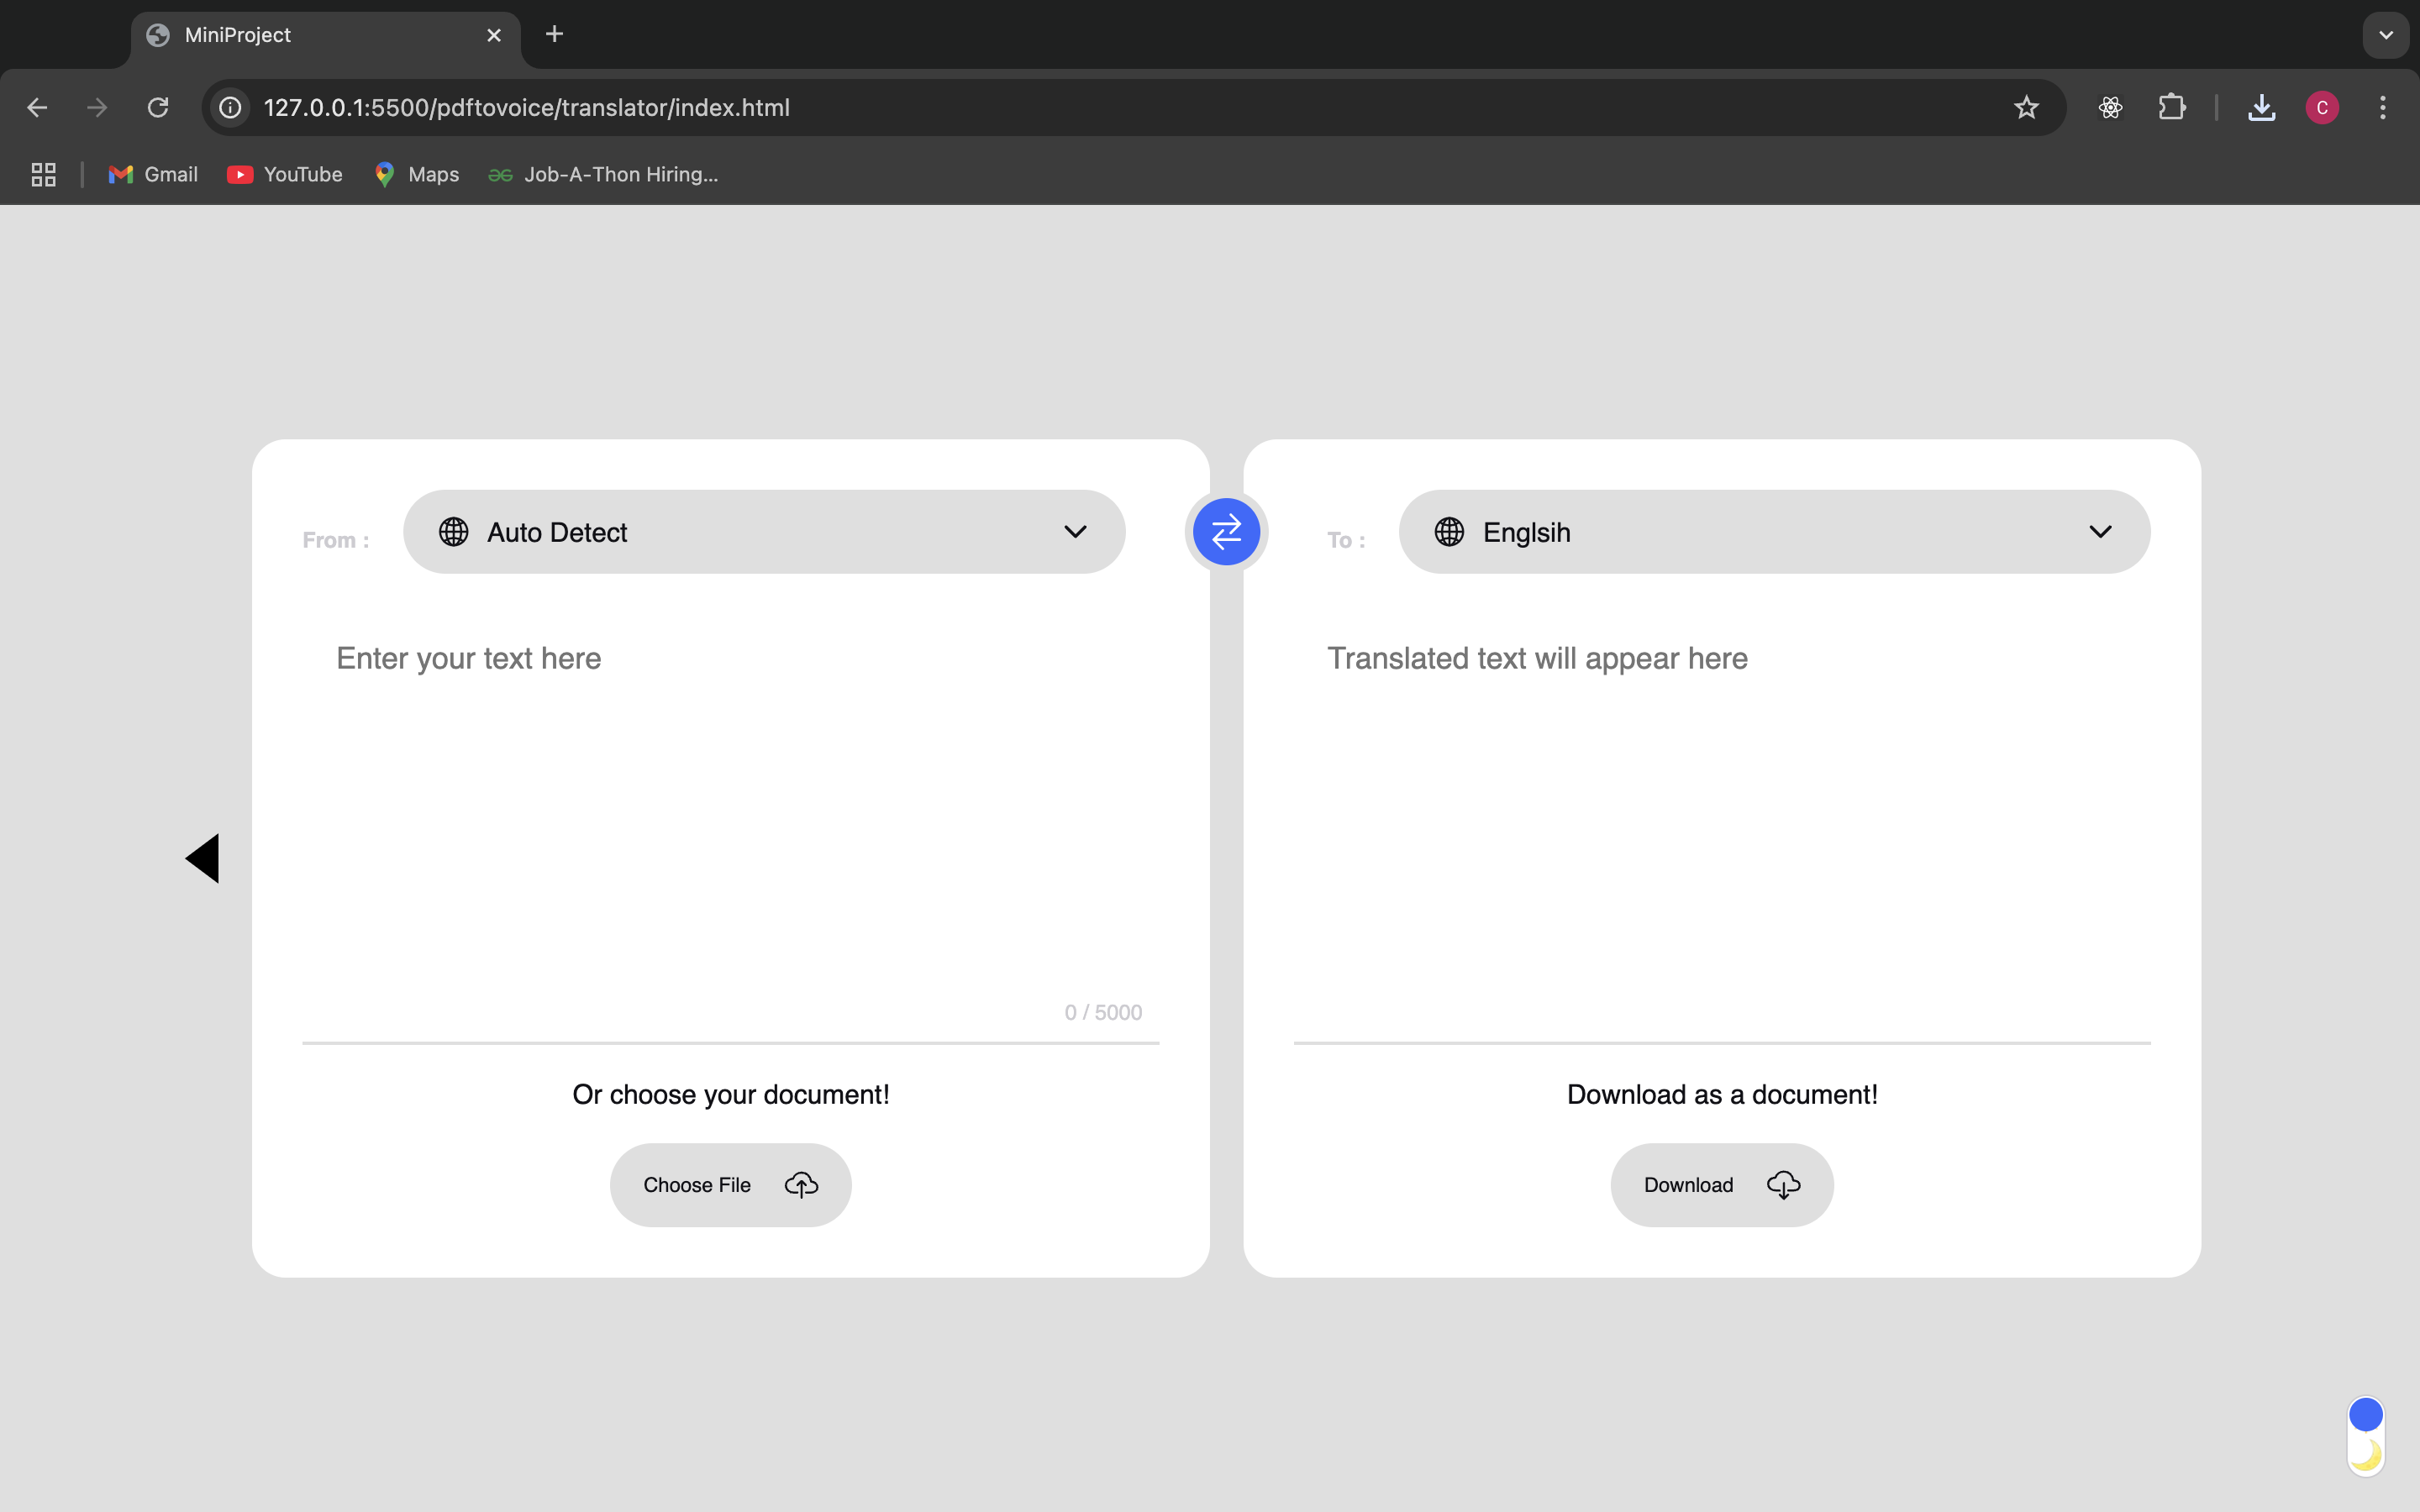 MiniProject
127.0.0.1:5500/pdftovoice/translator/index.html
C
Gmail
YouTube
Maps
Job-A-Thon Hiring...
From :
Auto Detect
To :
Englsih
Enter your text here
Translated text will appear here
0 / 5000
Or choose your document!
Download as a document!
Choose File
Download